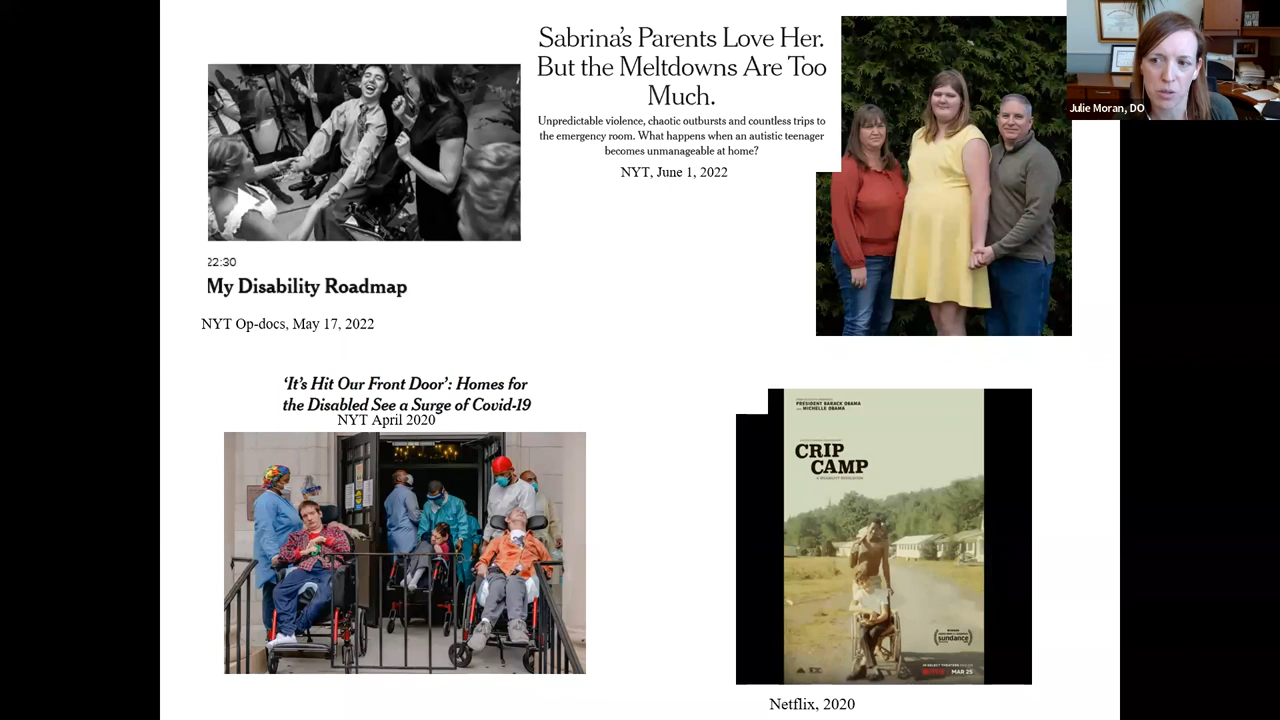 Sabrina's Parents Love Her.
But the Meltdowns Are Too
Much.
Unpredictable violence, chaotic outbursts and countless trips to
the emergency room. What happens when an autistic teenager
becomes unmanageable at home?
NYT, June 1, 2022
Julie Moran, DO
22:30
My Disability Roadmap
NYT Op-docs, May 17, 2022
‘It’s Hit Our Front Door’: Homes for
the Disabled See a Surge of Covid-19
NYT April 2020
PRESIDENT BARACK OBAMA
MICHELLE OBAMA
CRIP
CAMP
A DISABILITY REVOLUTION
sundance
MAR 25
Netflix, 2020